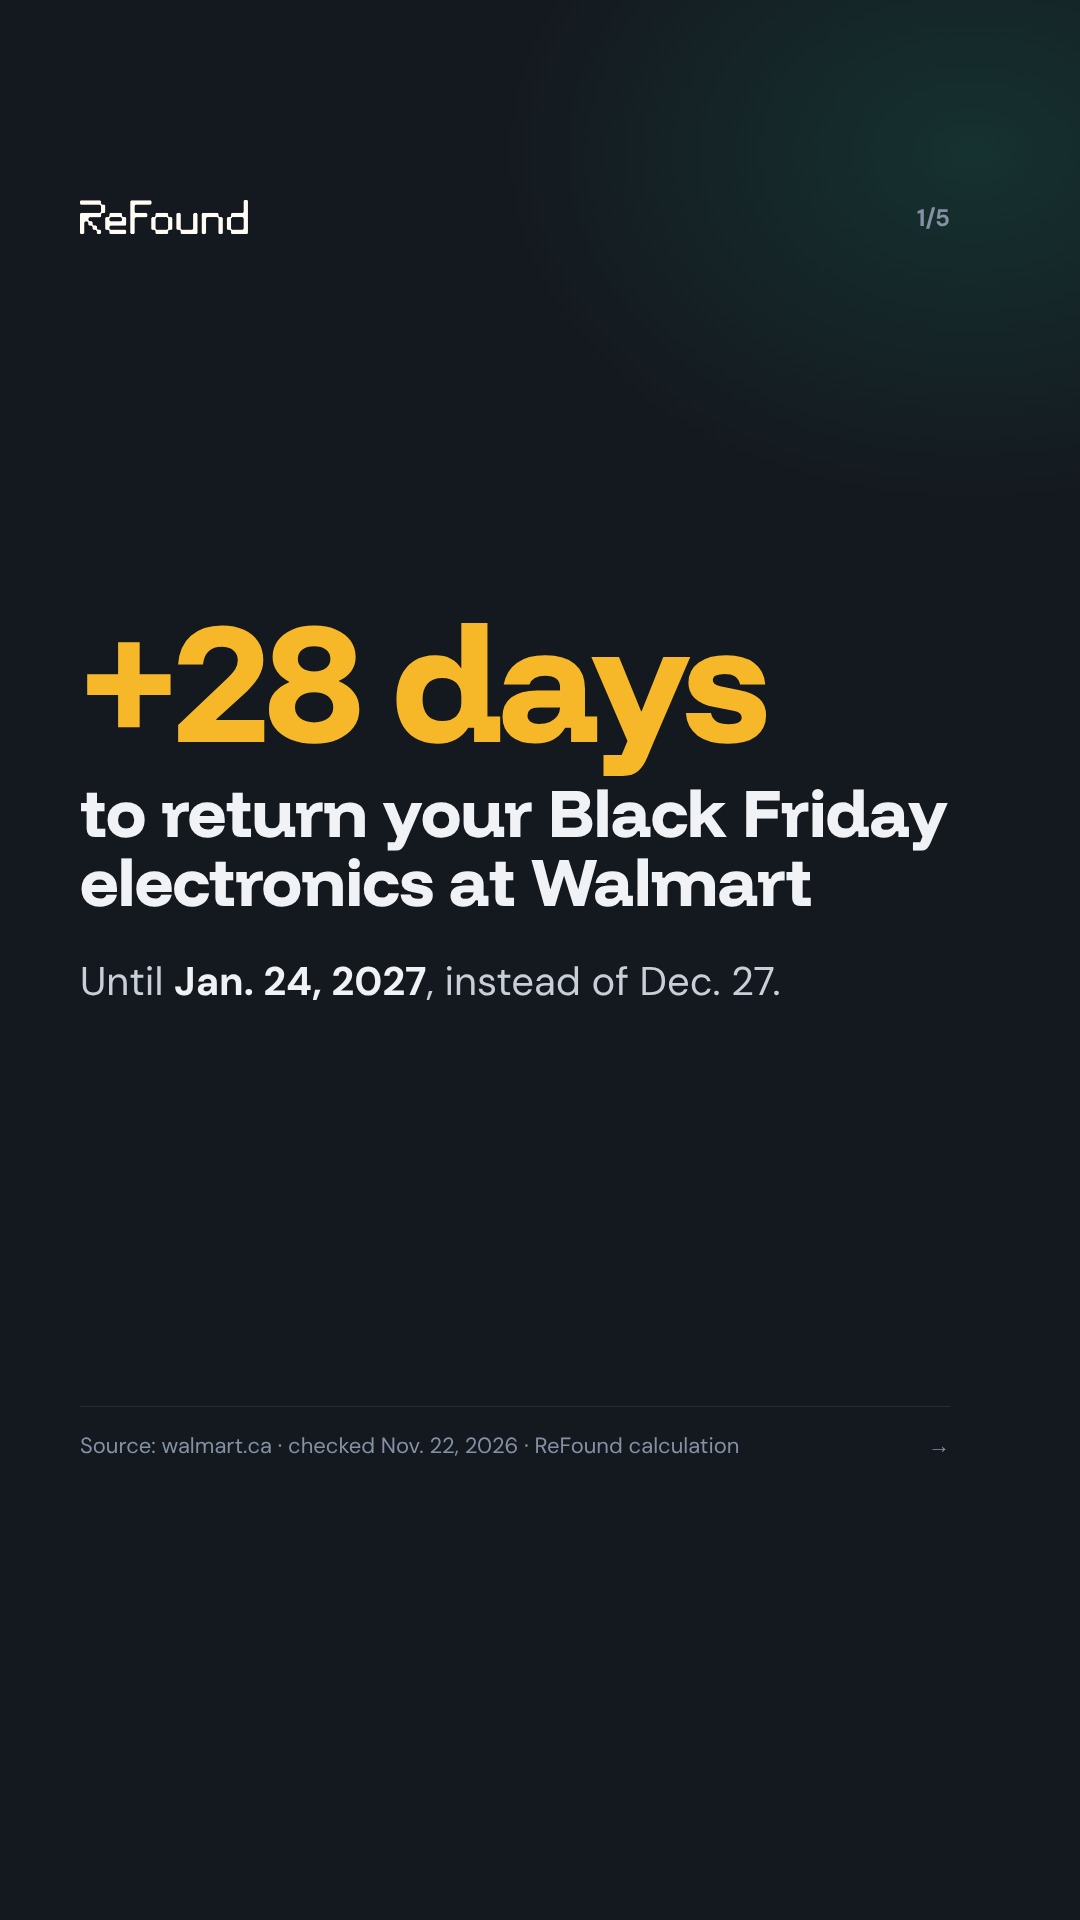 ReFound
1/5
+28 days
to return your Black Friday
electronics at Walmart
Until Jan. 24, 2027, instead of Dec. 27.
Source: walmart.ca · checked Nov. 22, 2026 · ReFound calculation →